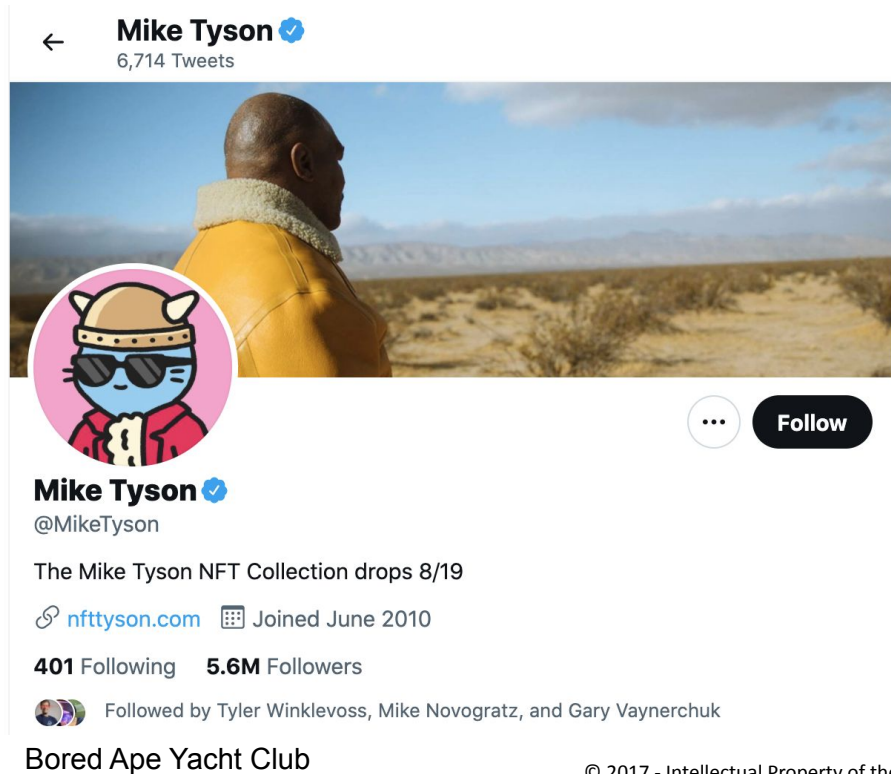 Mike Tyson
6,714 Tweets
Follow
Mike Tyson
@MikeTyson
The Mike Tyson NFT Collection drops 8/19
nfttyson.com Joined June 2010
401 Following 5.6M Followers
Followed by Tyler Winklevoss, Mike Novogratz, and Gary Vaynerchuk
Bored Ape Yacht Club
© 2017 - Intellectual Property of the